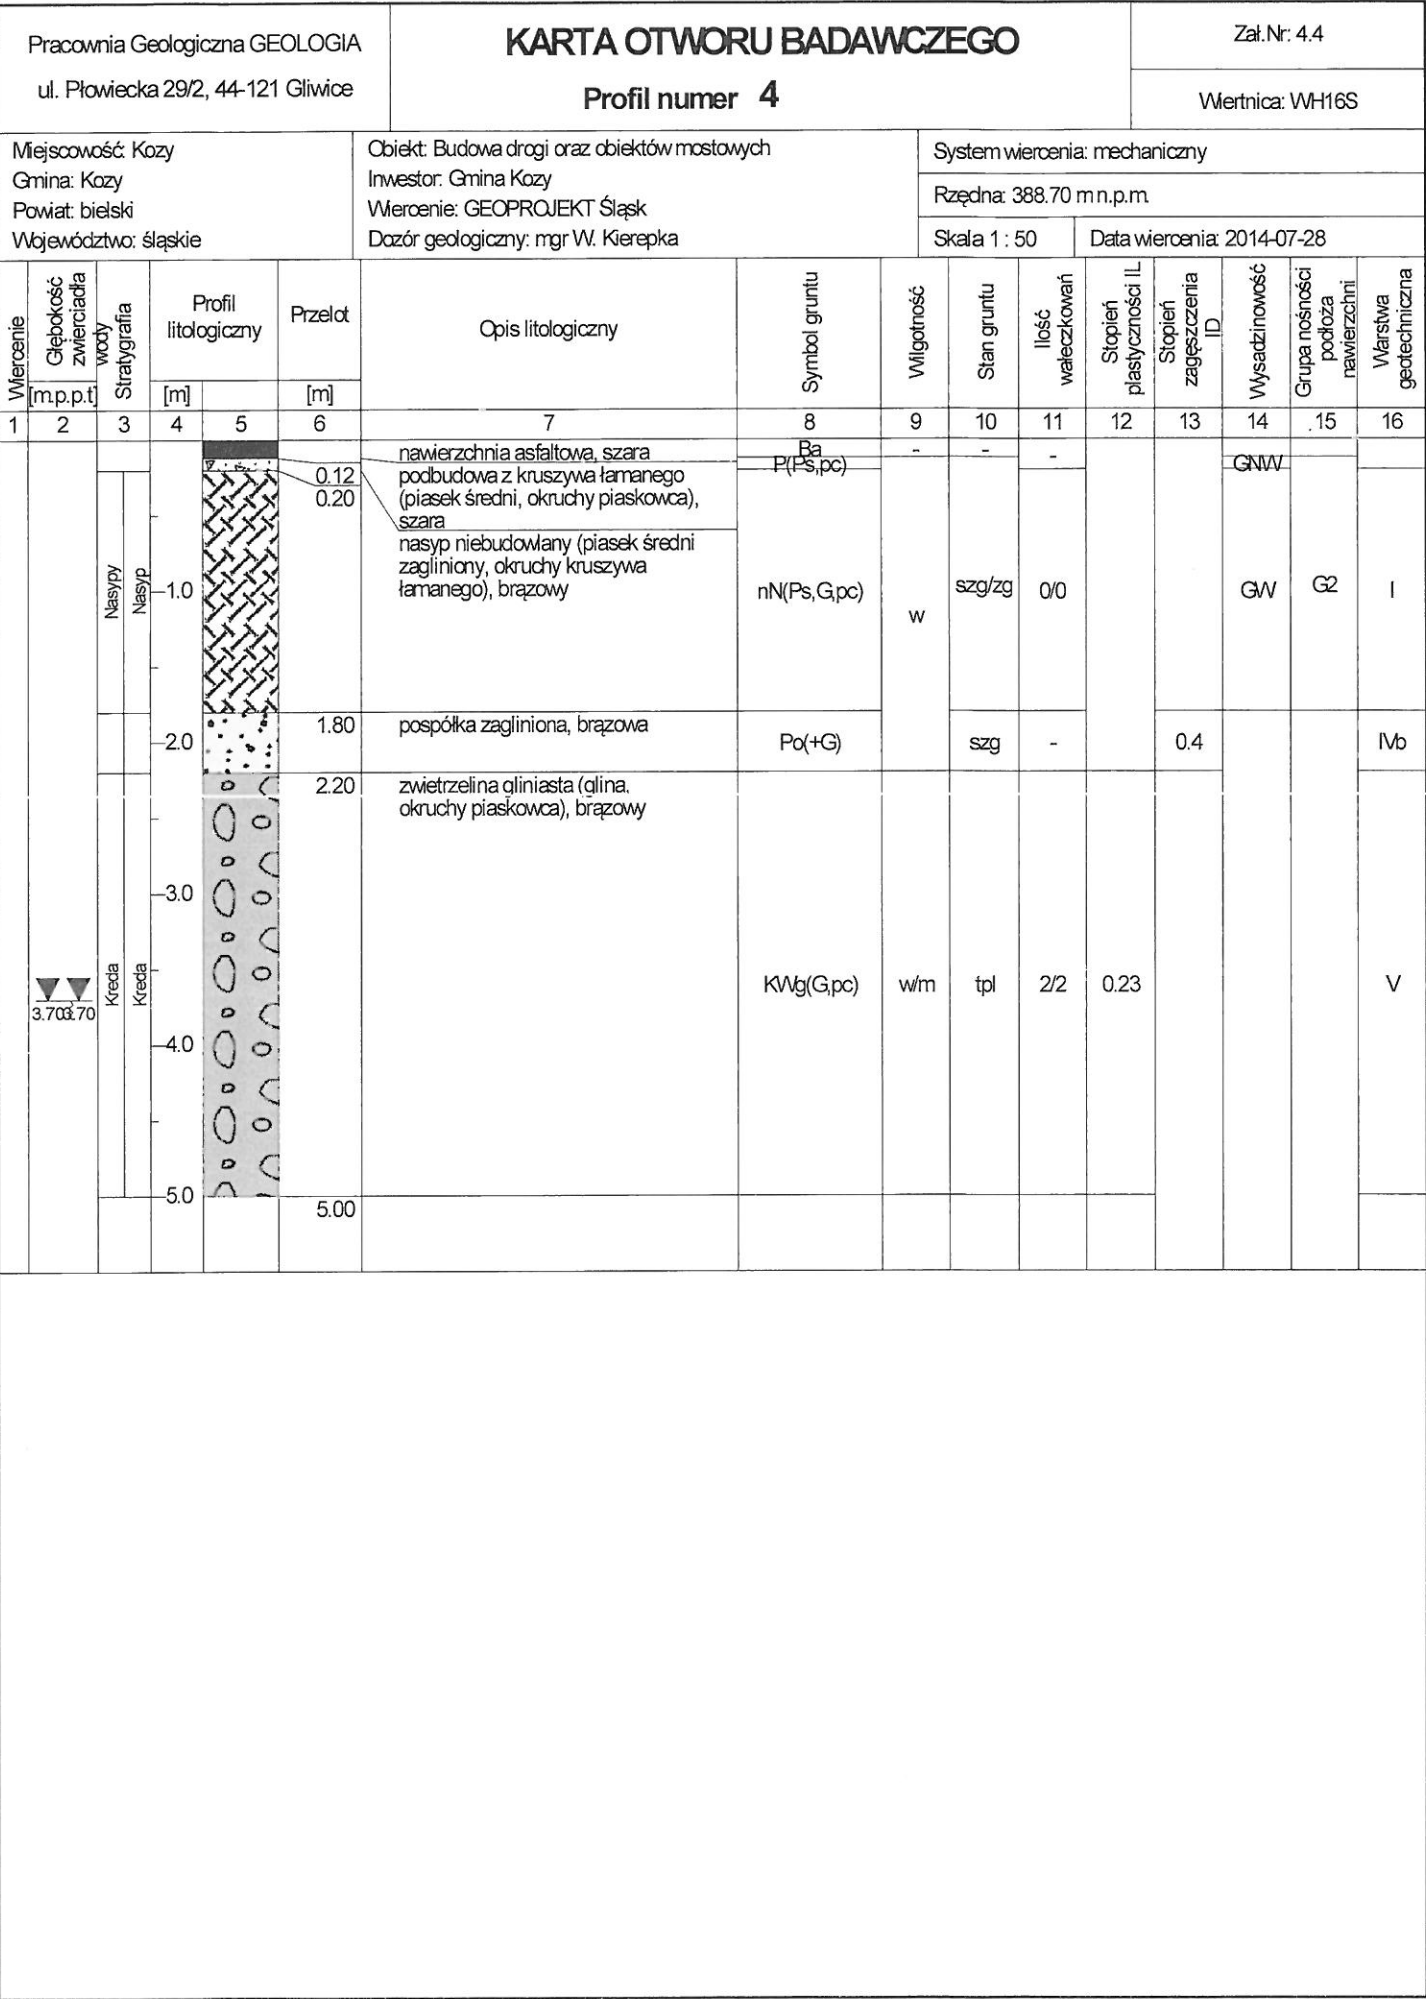 Pracownia Geologiczna GEOLOGIA
ul. Płowiecka 29/2, 44-121 Gliwice
KARTA OTWORU BADAWCZEGO
Profil numer 4
Zał.Nr: 4.4
Wiertnica: WH16S
Miejscowość: Kozy
Gmina: Kozy
Powiat: bielski
Województwo: śląskie
Obiekt: Budowa drogi oraz obiektów mostowych
Inwestor: Gmina Kozy
Wiercenie: GEOPROJEKT Śląsk
Dozór geologiczny: mgr W. Kierepka
System wiercenia: mechaniczny
Rzędna: 388.70 m n.p.m.
Skala 1 : 50
Data wiercenia: 2014-07-28
Wiercenie
Głębokość
zwierciadła
wody
[m.p.p.t]
Stratygrafia
Profil
litologiczny
[m]
Przelot
[m]
Opis litologiczny
Symbol gruntu
Wilgotność
Stan gruntu
Ilość
wałeczkowań
Stopień
plastyczności IL
Stopień
zagęszczenia
ID
Wysadzinowość
Grupa nośności
podłoża
nawierzchni
Warstwa
geotechniczna
1 2 3 4 5 6 7 8 9 10 11 12 13 14 .15 16
nawierzchnia asfaltowa, szara
Ba - - -
0.12
podbudowa z kruszywa łamanego
(piasek średni, okruchy piaskowca),
szara
P(Ps,pc)
GNW
0.20
nasyp niebudowlany (piasek średni
zagliniony, okruchy kruszywa
łamanego), brązowy
Nasypy
Nasyp
1.0
nN(Ps,G,pc) w szg/zg 0/0 GW G2 I
1.80 pospółka zagliniona, brązowa
2.0
Po(+G) szg - 0.4 IVb
2.20 zwietrzelina gliniasta (glina,
okruchy piaskowca), brązowy
3.0
3.70 3.70
Kreda
Kreda
KWg(G,pc) w/m tpl 2/2 0.23 V
4.0
5.0
5.00